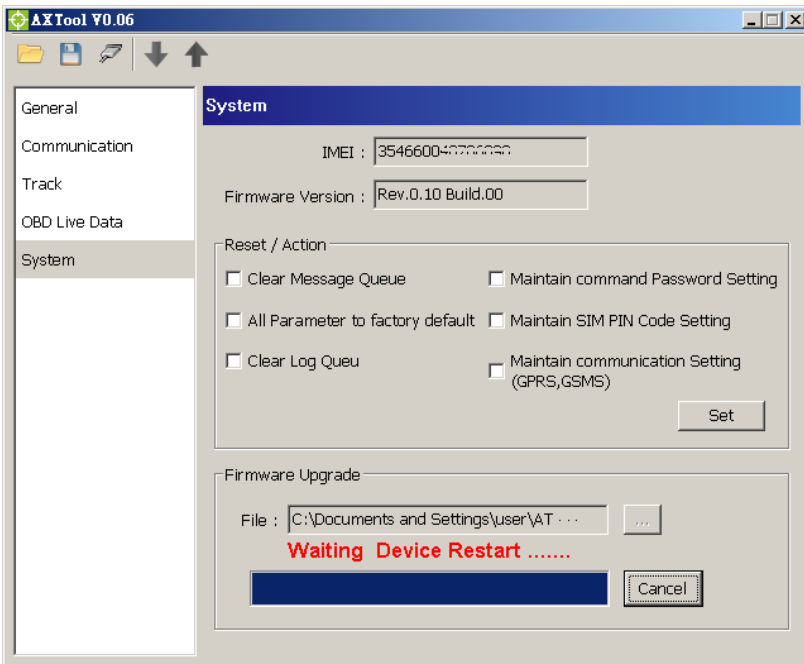 AXTool V0.06
General
Communication
Track
OBD Live Data
System
System
IMEI : 35466004
Firmware Version : Rev.0.10 Build.00
Reset / Action
Clear Message Queue
Maintain command Password Setting
All Parameter to factory default
Maintain SIM PIN Code Setting
Clear Log Queu
Maintain communication Setting
(GPRS,GSMS)
Set
Firmware Upgrade
File : C:\Documents and Settings\user\AT ··· ...
Waiting Device Restart .......
Cancel